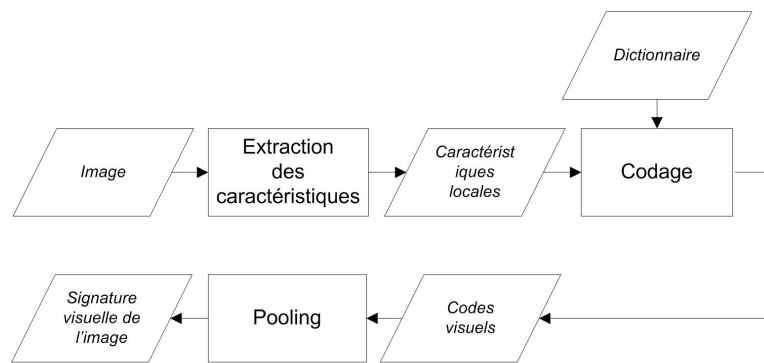 Dictionnaire
Image
Extraction
des
caractéristiques
Caractérist
iques
locales
Codage
Signature
visuelle de
l'image
Pooling
Codes
visuels